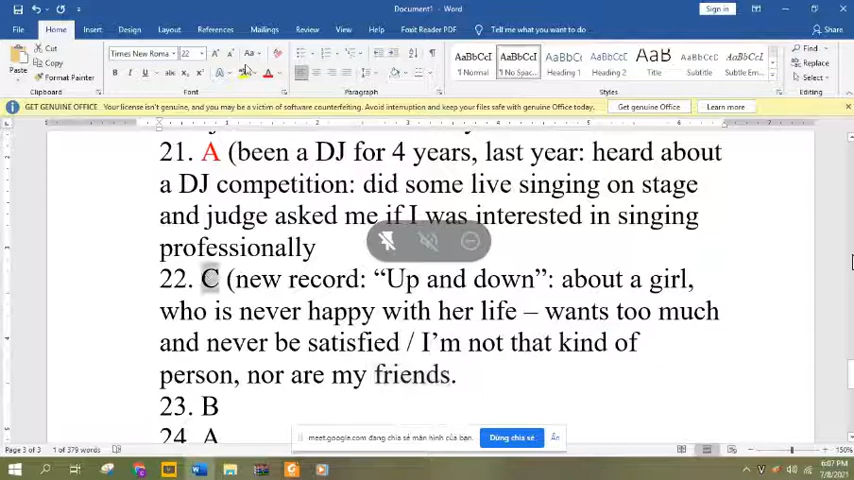 Document1 - Word
Sign in
File
Home
Insert
Design
Layout
References
Mailings
Review
View
Help
Foxit Reader PDF
Tell me what you want to do
Share
Paste
Cut
Copy
Format Painter
Clipboard
Times New Roma
22
Font
Paragraph
AaBbCcI
¶ Normal
AaBbCcI
¶ No Spac...
AaBbCcI
Heading 1
AaBbCcI
Heading 2
AaB
Title
AaBbCcI
Subtitle
AaBbCcI
Subtle Em...
Styles
Find
Replace
Select
Editing
GET GENUINE OFFICE Your license isn't genuine, and you may be a victim of software counterfeiting. Avoid interruption and keep your files safe with genuine Office today.
Get genuine Office
Learn more
21. A (been a DJ for 4 years, last year: heard about
a DJ competition: did some live singing on stage
and judge asked me if I was interested in singing
professionally
22. C (new record: “Up and down”: about a girl,
who is never happy with her life – wants too much
and never be satisfied / I’m not that kind of
person, nor are my friends.
23. B
24. A
meet.google.com đang chia sẻ màn hình của bạn.
Dừng chia sẻ
Ẩn
Page 3 of 3
1 of 379 words
150%
6:07 PM
7/8/2021